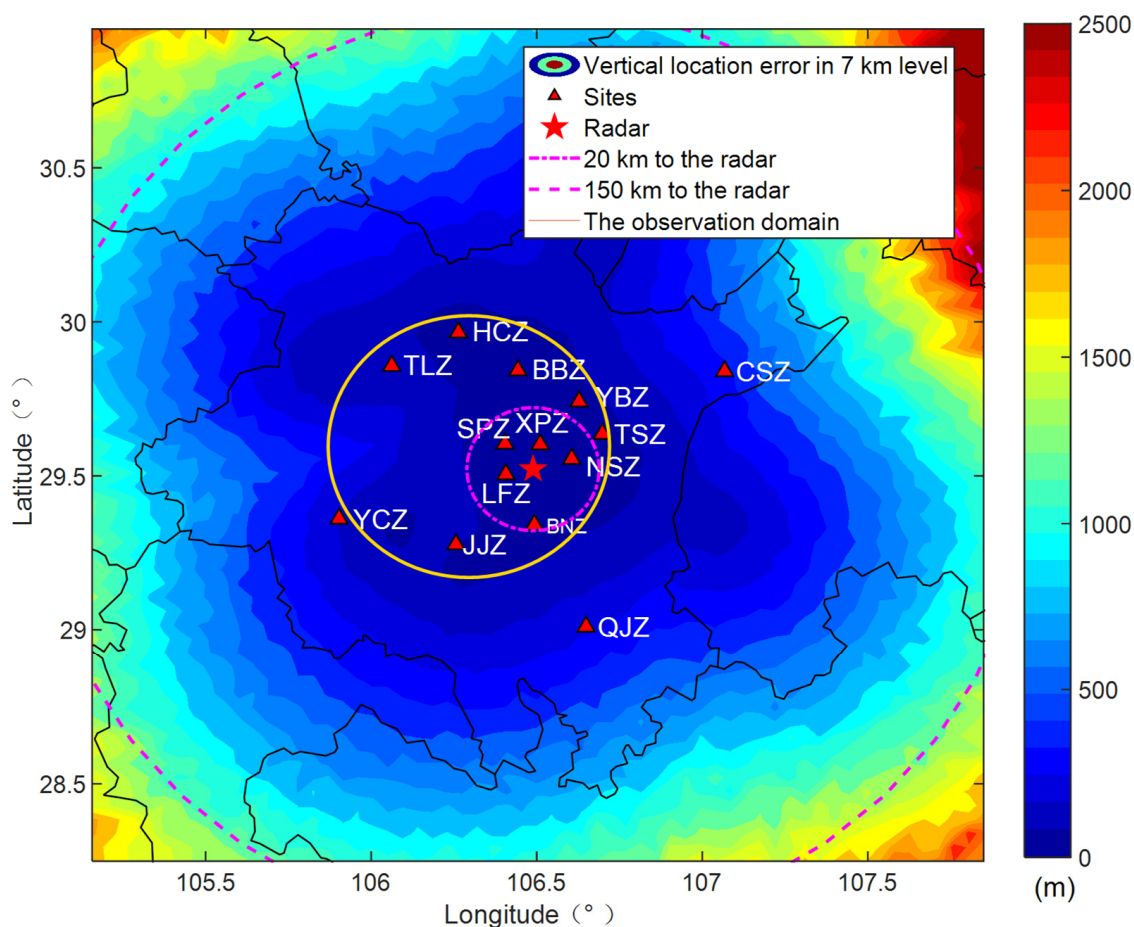 Vertical location error in 7 km level
Sites
Radar
20 km to the radar
150 km to the radar
The observation domain
HCZ
TLZ
BBZ
CSZ
YBZ
SPZ
XPZ
TSZ
NSZ
LFZ
YCZ
BNZ
JJZ
QJZ
30.5
30
29.5
29
28.5
Latitude（°）
105.5
106
106.5
107
107.5
Longitude（°）
2500
2000
1500
1000
500
0
(m)